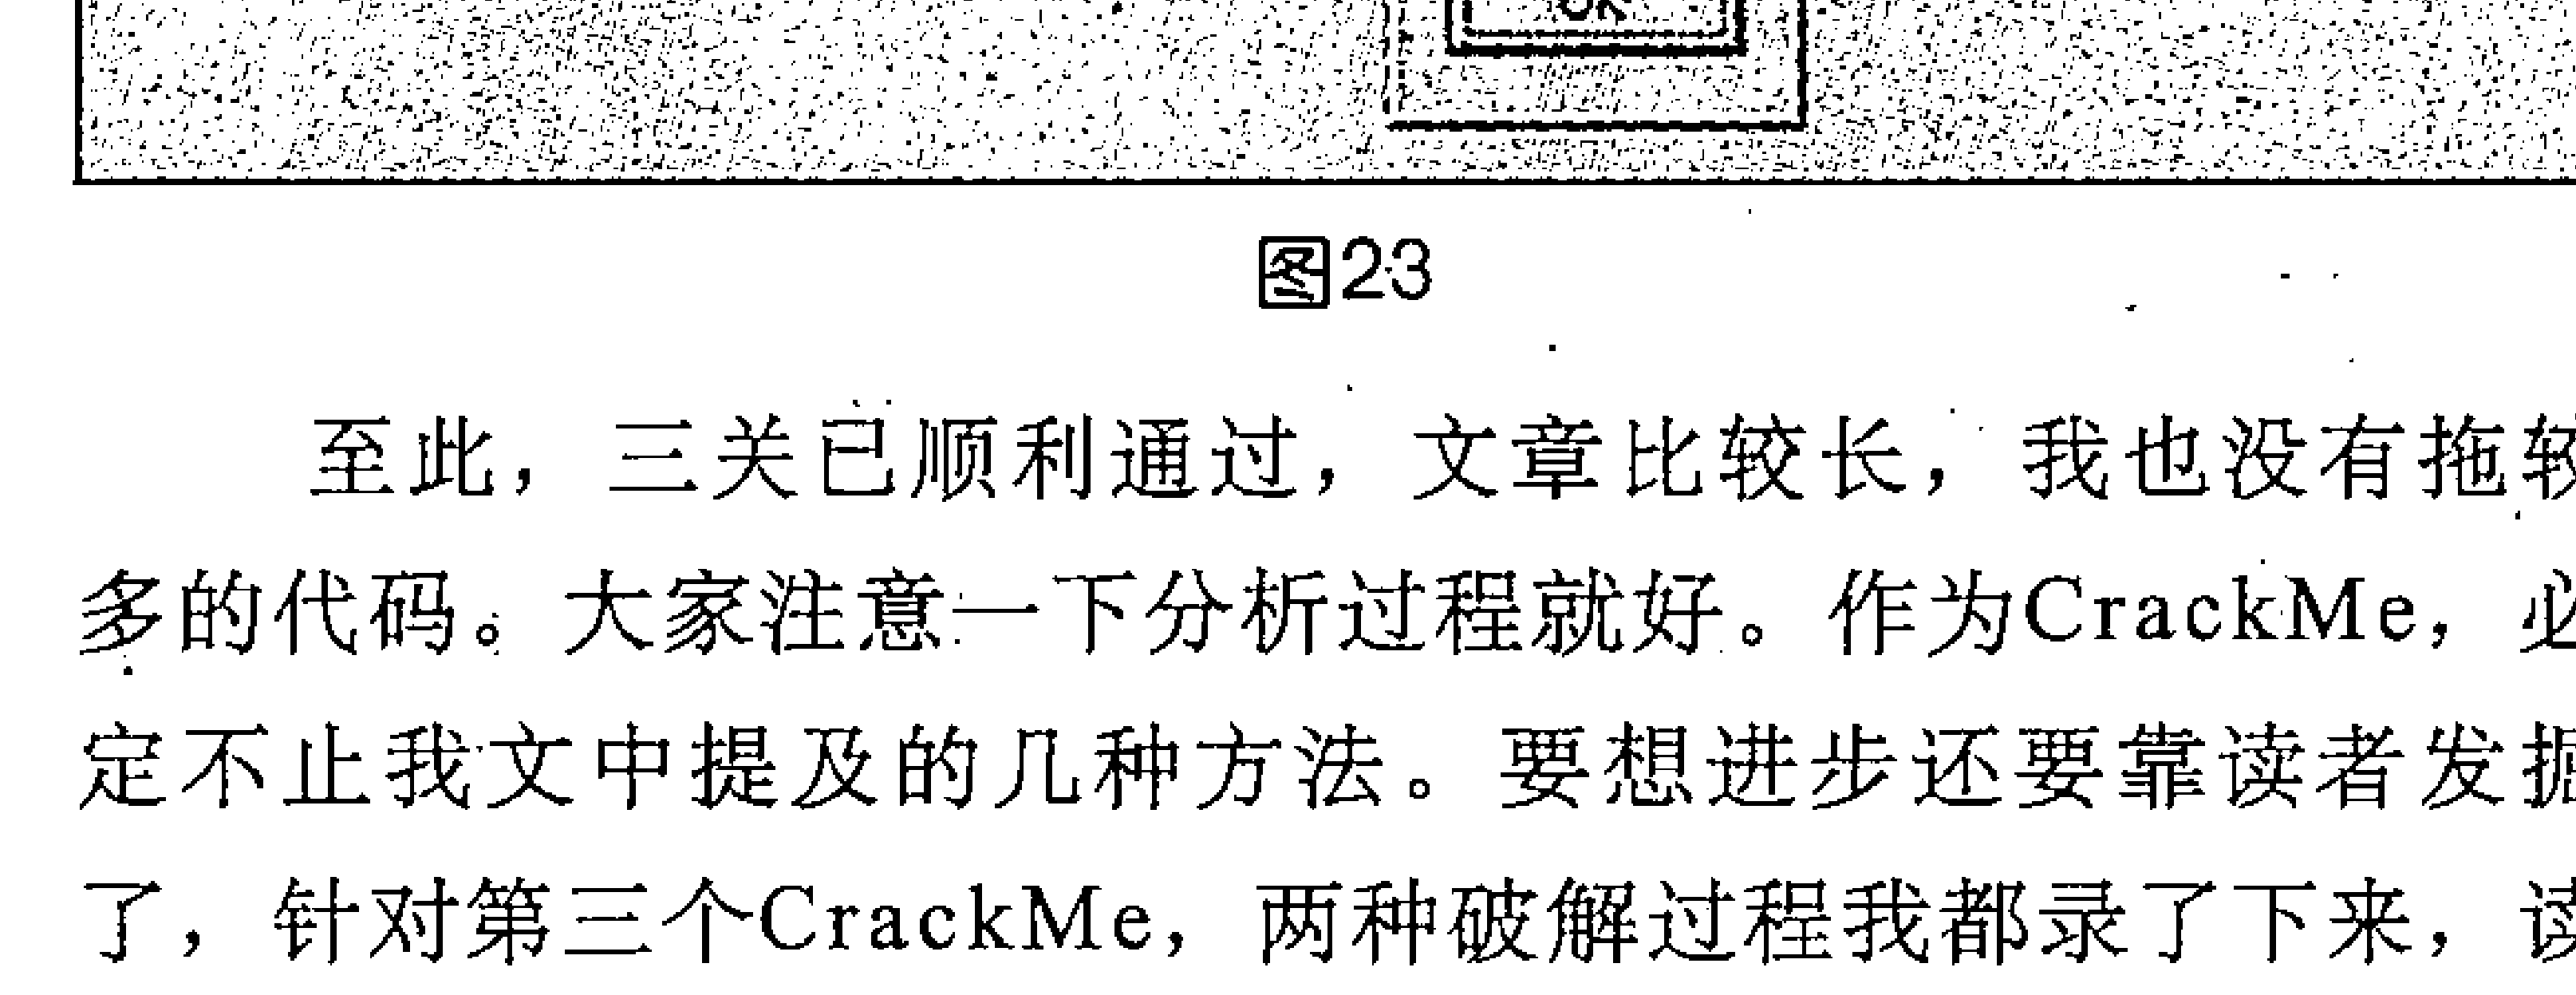 图23
至此，三关已顺利通过，文章比较长，我也没有拖较
多的代码。大家注意一下分析过程就好。作为CrackMe，必
定不止我文中提及的几种方法。要想进步还要靠读者发掘
了，针对第三个CrackMe，两种破解过程我都录了下来，读